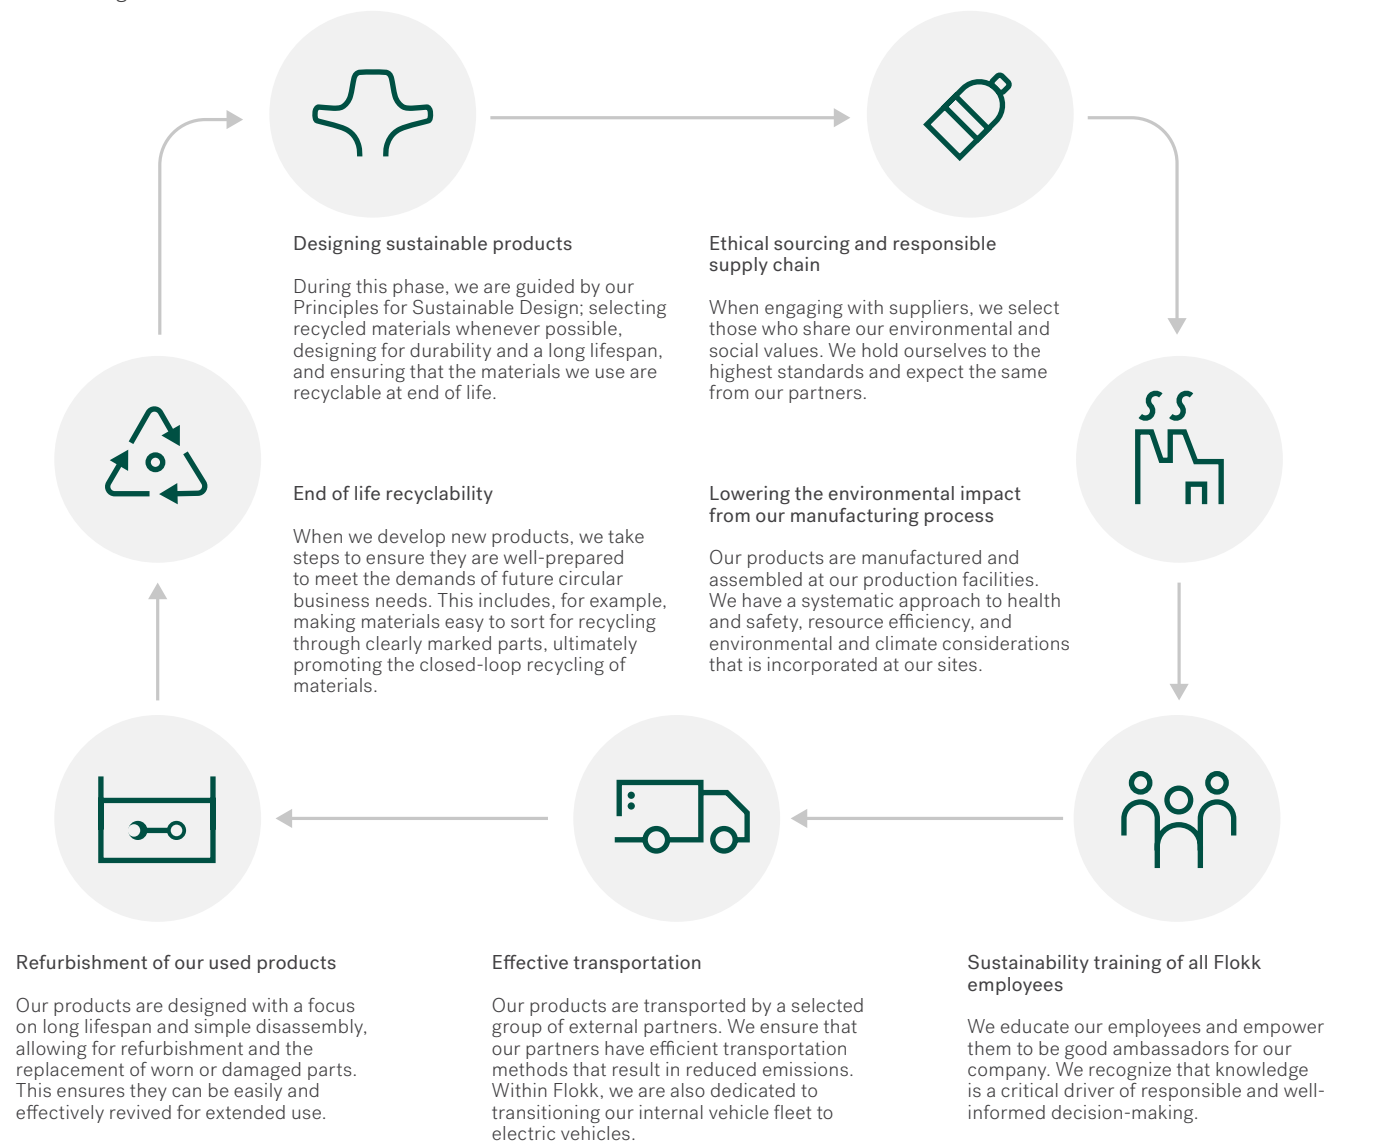 Designing sustainable products
During this phase, we are guided by our
Principles for Sustainable Design; selecting
recycled materials whenever possible,
designing for durability and a long lifespan,
and ensuring that the materials we use are
recyclable at end of life.
Ethical sourcing and responsible
supply chain
When engaging with suppliers, we select
those who share our environmental and
social values. We hold ourselves to the
highest standards and expect the same
from our partners.
End of life recyclability
When we develop new products, we take
steps to ensure they are well-prepared
to meet the demands of future circular
business needs. This includes, for example,
making materials easy to sort for recycling
through clearly marked parts, ultimately
promoting the closed-loop recycling of
materials.
Lowering the environmental impact
from our manufacturing process
Our products are manufactured and
assembled at our production facilities.
We have a systematic approach to health
and safety, resource efficiency, and
environmental and climate considerations
that is incorporated at our sites.
Refurbishment of our used products
Our products are designed with a focus
on long lifespan and simple disassembly,
allowing for refurbishment and the
replacement of worn or damaged parts.
This ensures they can be easily and
effectively revived for extended use.
Effective transportation
Our products are transported by a selected
group of external partners. We ensure that
our partners have efficient transportation
methods that result in reduced emissions.
Within Flokk, we are also dedicated to
transitioning our internal vehicle fleet to
electric vehicles.
Sustainability training of all Flokk
employees
We educate our employees and empower
them to be good ambassadors for our
company. We recognize that knowledge
is a critical driver of responsible and well-
informed decision-making.